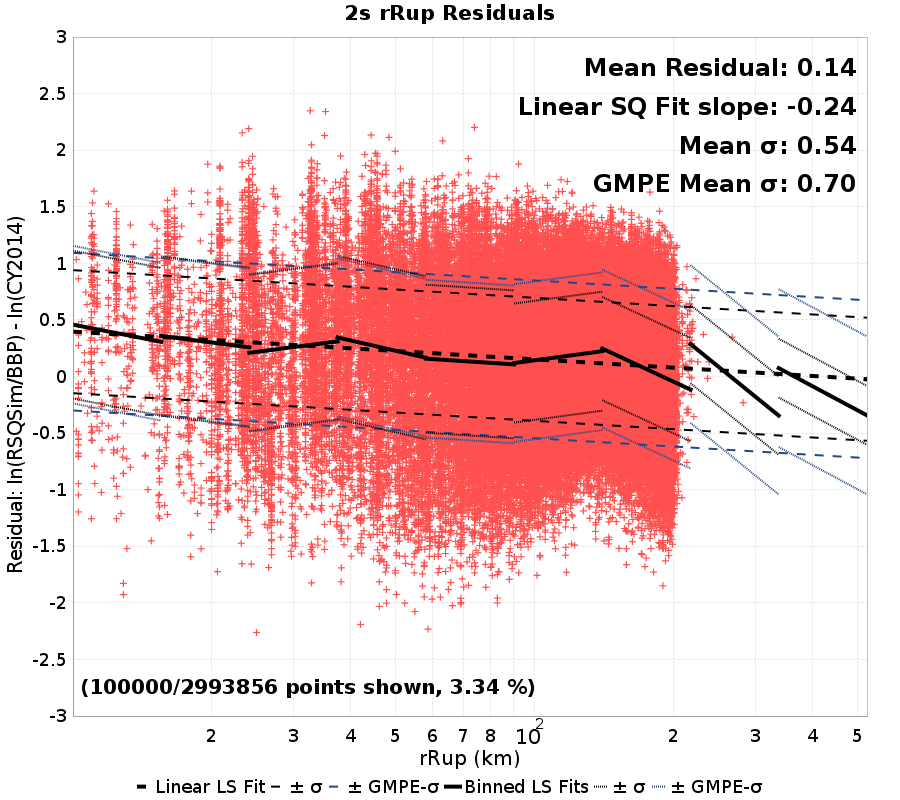 2s rRup Residuals
Mean Residual: 0.14
Linear SQ Fit slope: -0.24
Mean σ: 0.54
GMPE Mean σ: 0.70
Residual: ln(RSQSim/BBP) - ln(CY2014)
3
2.5
2
1.5
1
0.5
0
-0.5
-1
-1.5
-2
-2.5
-3
(100000/2993856 points shown, 3.34 %)
2 3 4 5 6 7 8 10² 2 3 4 5
rRup (km)
Linear LS Fit ± σ ± GMPE-σ Binned LS Fits ± σ ± GMPE-σ